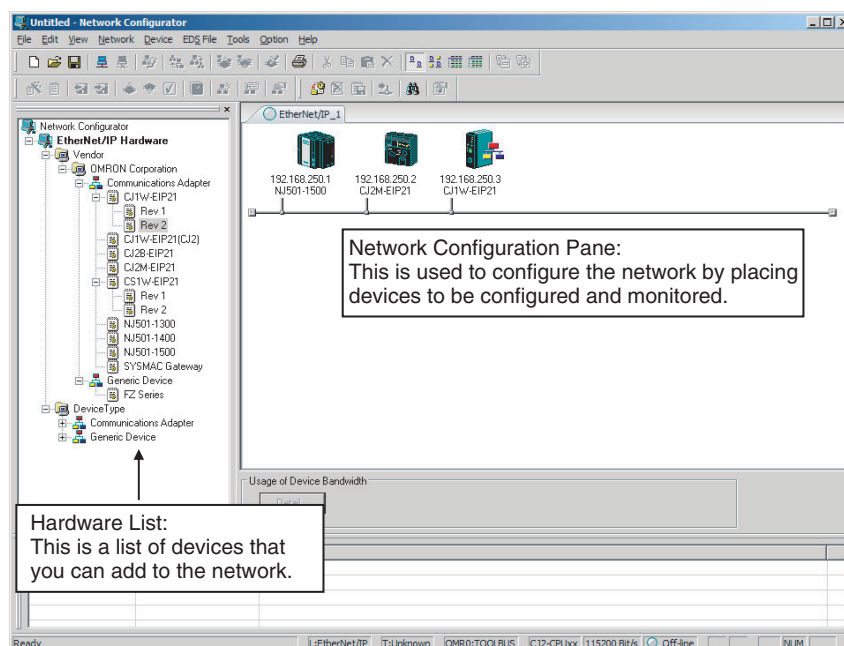 Untitled - Network Configurator
File Edit View Network Device EDS File Tools Option Help
Network Configurator
EtherNet/IP Hardware
Vendor
OMRON Corporation
Communications Adapter
CJ1W-EIP21
Rev 1
Rev 2
CJ1W-EIP21(CJ2)
CJ2B-EIP21
CJ2M-EIP21
CS1W-EIP21
Rev 1
Rev 2
NJ501-1300
NJ501-1400
NJ501-1500
SYSMAC Gateway
Generic Device
FZ Series
DeviceType
Communications Adapter
Generic Device
EtherNet/IP_1
192.168.250.1
NJ501-1500
192.168.250.2
CJ2M-EIP21
192.168.250.3
CJ1W-EIP21
Network Configuration Pane:
This is used to configure the network by placing
devices to be configured and monitored.
Usage of Device Bandwidth
Detail...
Hardware List:
This is a list of devices that
you can add to the network.
Ready
L:EtherNet/IP T:Unknown OMR0:TOOLBUS CJ2-CPUxx 115200 Bit/s Off-line NUM